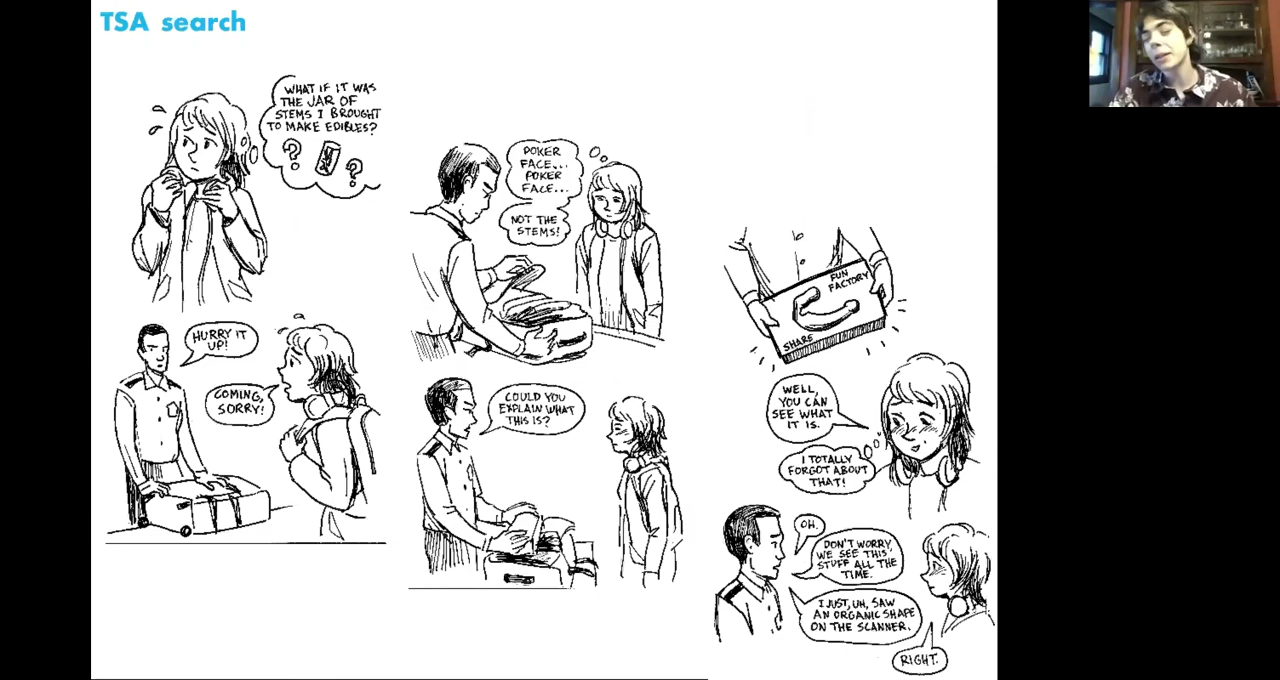 TSA search
WHAT IF IT WAS
THE JAR OF
STEMS I BROUGHT
TO MAKE EDIBLES?
?
?
HURRY IT
UP!
COMING,
SORRY!
POKER
FACE...
POKER
FACE...
NOT THE
STEMS!
COULD YOU
EXPLAIN WHAT
THIS IS?
FUN
FACTORY
SHARE
WELL,
YOU CAN
SEE WHAT
IT IS.
I TOTALLY
FORGOT ABOUT
THAT!
OH.
DON'T WORRY,
WE SEE THIS
STUFF ALL THE
TIME.
I JUST, UH, SAW
AN ORGANIC SHAPE
ON THE SCANNER.
RIGHT.